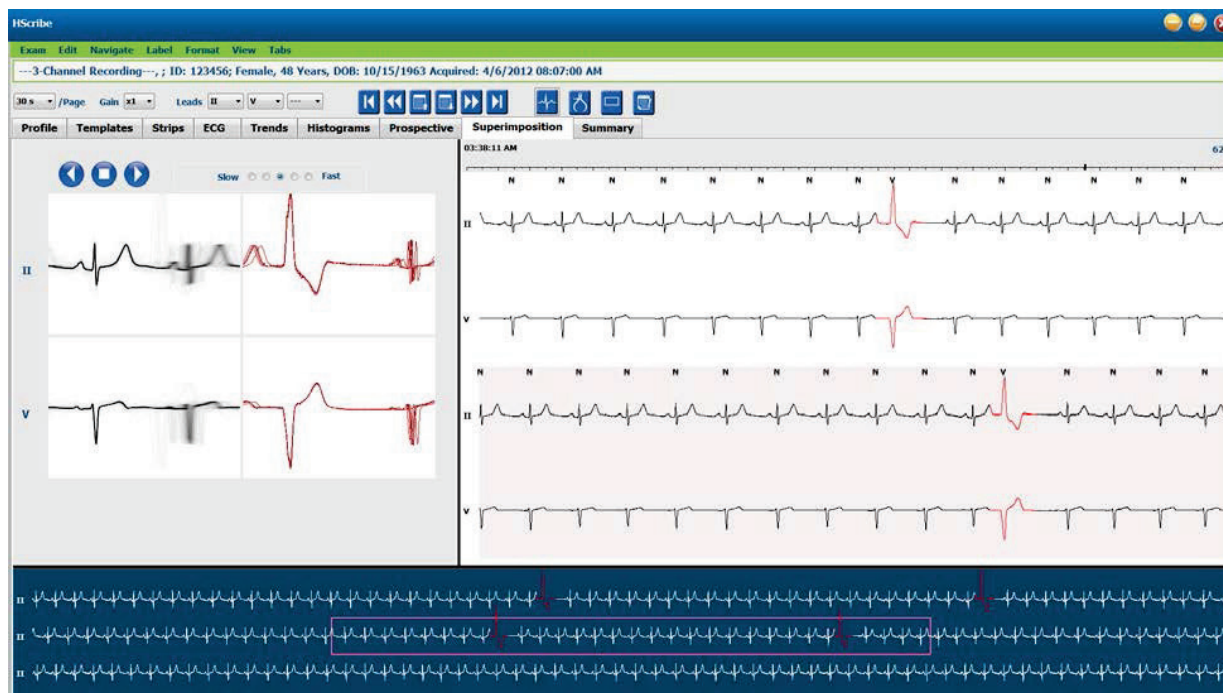 HScribe
Exam Edit Navigate Label Format View Tabs
---3-Channel Recording---, ; ID: 123456; Female, 48 Years, DOB: 10/15/1963 Acquired: 4/6/2012 08:07:00 AM
30 s /Page Gain x1 Leads II V ---
Profile Templates Strips ECG Trends Histograms Prospective Superimposition Summary
03:38:11 AM 62
Slow Fast
N N N N N N N N V N N N N N N
II
II
V
V
N N N N N N N N N N N V N N N N
II
V
II
II
II